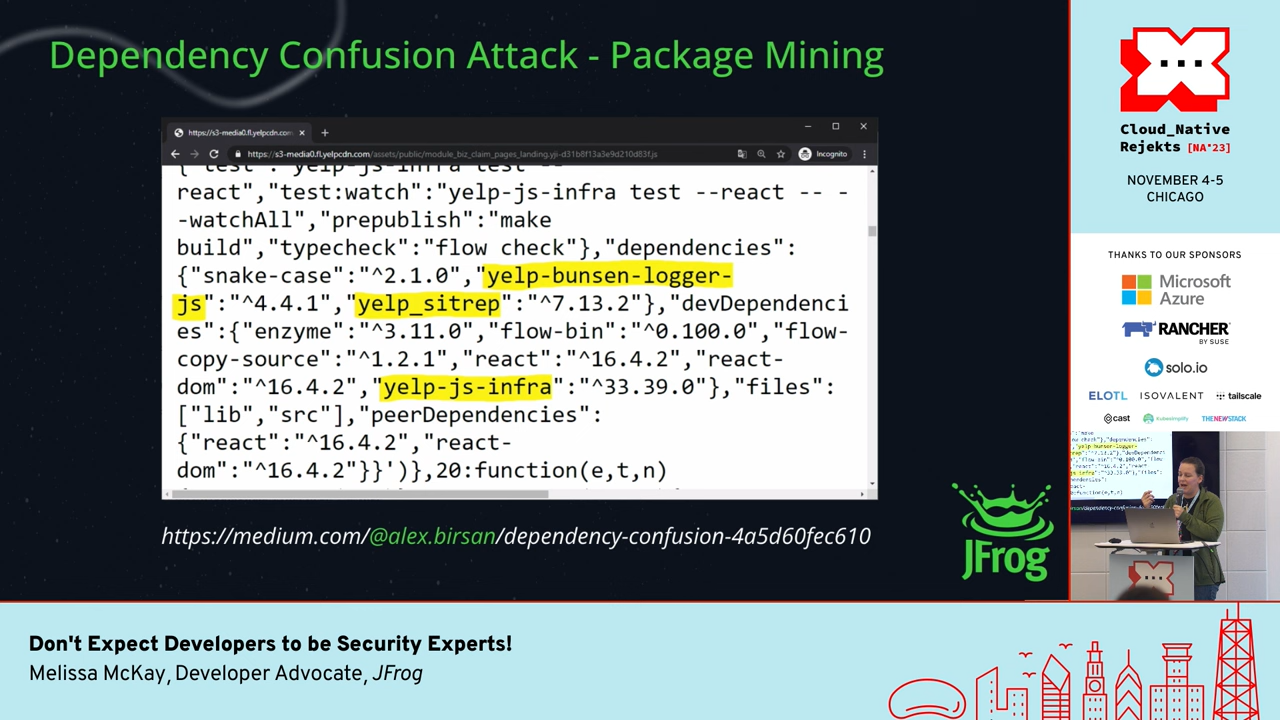 Dependency Confusion Attack - Package Mining
https://s3-media0.fl.yelpcdn.com
https://s3-media0.fl.yelpcdn.com/assets/public/module_biz_claim_pages_landing.yji-d31b8f13a3e9d210d83f.js
Incognito
{"test":"yelp-js-infra test --
react","test:watch":"yelp-js-infra test --react -- -
-watchAll","prepublish":"make
build","typecheck":"flow check"},"dependencies":
{"snake-case":"^2.1.0","yelp-bunsen-logger-
js":"^4.4.1","yelp_sitrep":"^7.13.2"},"devDependenci
es":{"enzyme":"^3.11.0","flow-bin":"^0.100.0","flow-
copy-source":"^1.2.1","react":"^16.4.2","react-
dom":"^16.4.2","yelp-js-infra":"^33.39.0"},"files":
["lib","src"],"peerDependencies":
{"react":"^16.4.2","react-
dom":"^16.4.2"}}')},20:function(e,t,n)
https://medium.com/@alex.birsan/dependency-confusion-4a5d60fec610
JFrog
Cloud_Native
Rejekts [NA'23]
NOVEMBER 4-5
CHICAGO
THANKS TO OUR SPONSORS
Microsoft
Azure
RANCHER
BY SUSE
solo.io
ELOTL
ISOVALENT
tailscale
cast
kubesimplify
THENEWSTACK
Don't Expect Developers to be Security Experts!
Melissa McKay, Developer Advocate, JFrog